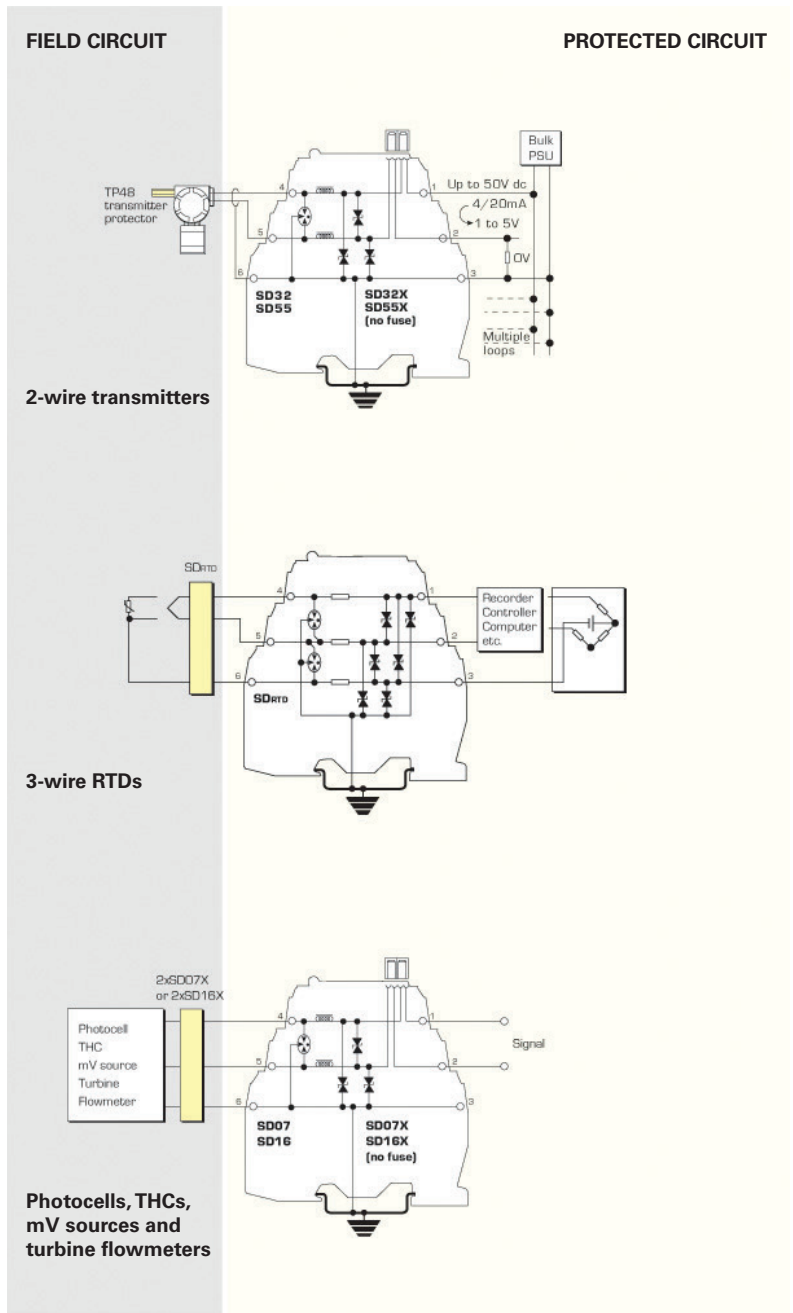 FIELD CIRCUIT
PROTECTED CIRCUIT
Bulk
PSU
TP48
transmitter
protector
4
5
6
1
2
3
Up to 50V dc
4/20mA
1 to 5V
0V
SD32
SD55
SD32X
SD55X
(no fuse)
Multiple
loops
2-wire transmitters
SDRTD
4
5
6
1
2
3
Recorder
Controller
Computer
etc.
SDRTD
3-wire RTDs
2xSD07X
or 2xSD16X
Photocell
THC
mV source
Turbine
Flowmeter
4
5
6
1
2
3
Signal
SD07
SD16
SD07X
SD16X
(no fuse)
Photocells, THCs,
mV sources and
turbine flowmeters